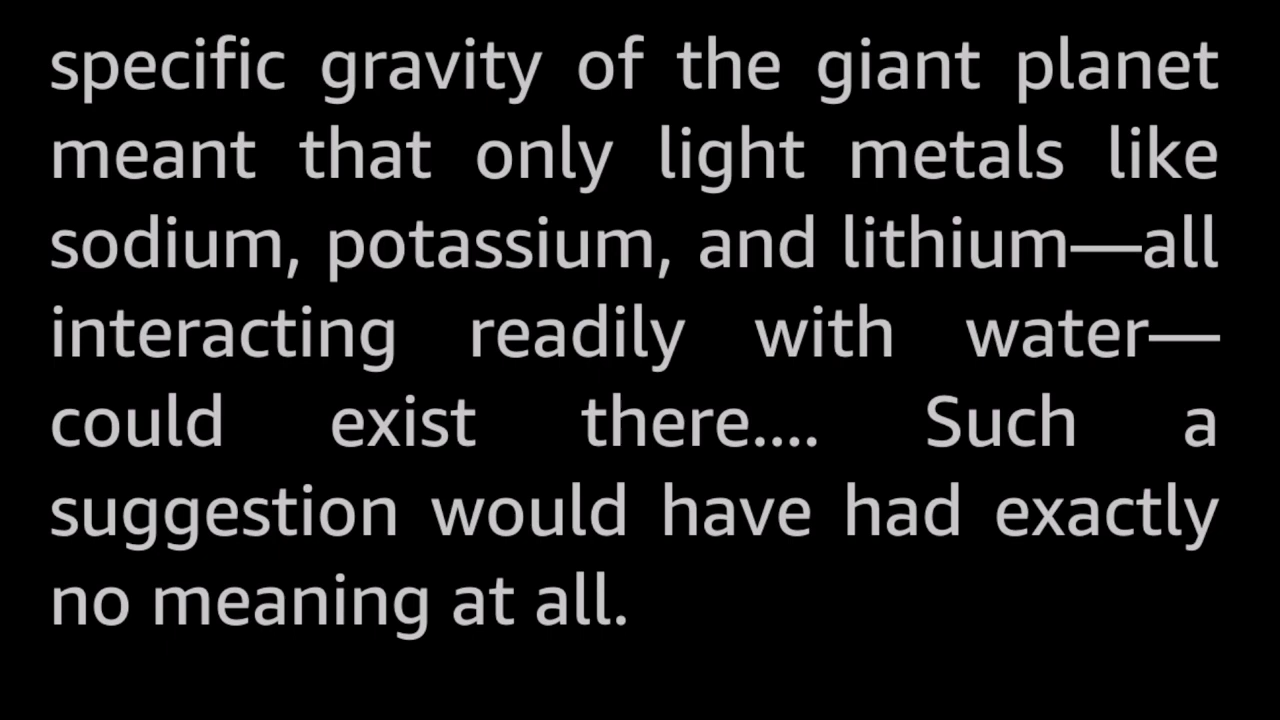 specific gravity of the giant planet
meant that only light metals like
sodium, potassium, and lithium—all
interacting readily with water—
could exist there.... Such a
suggestion would have had exactly
no meaning at all.